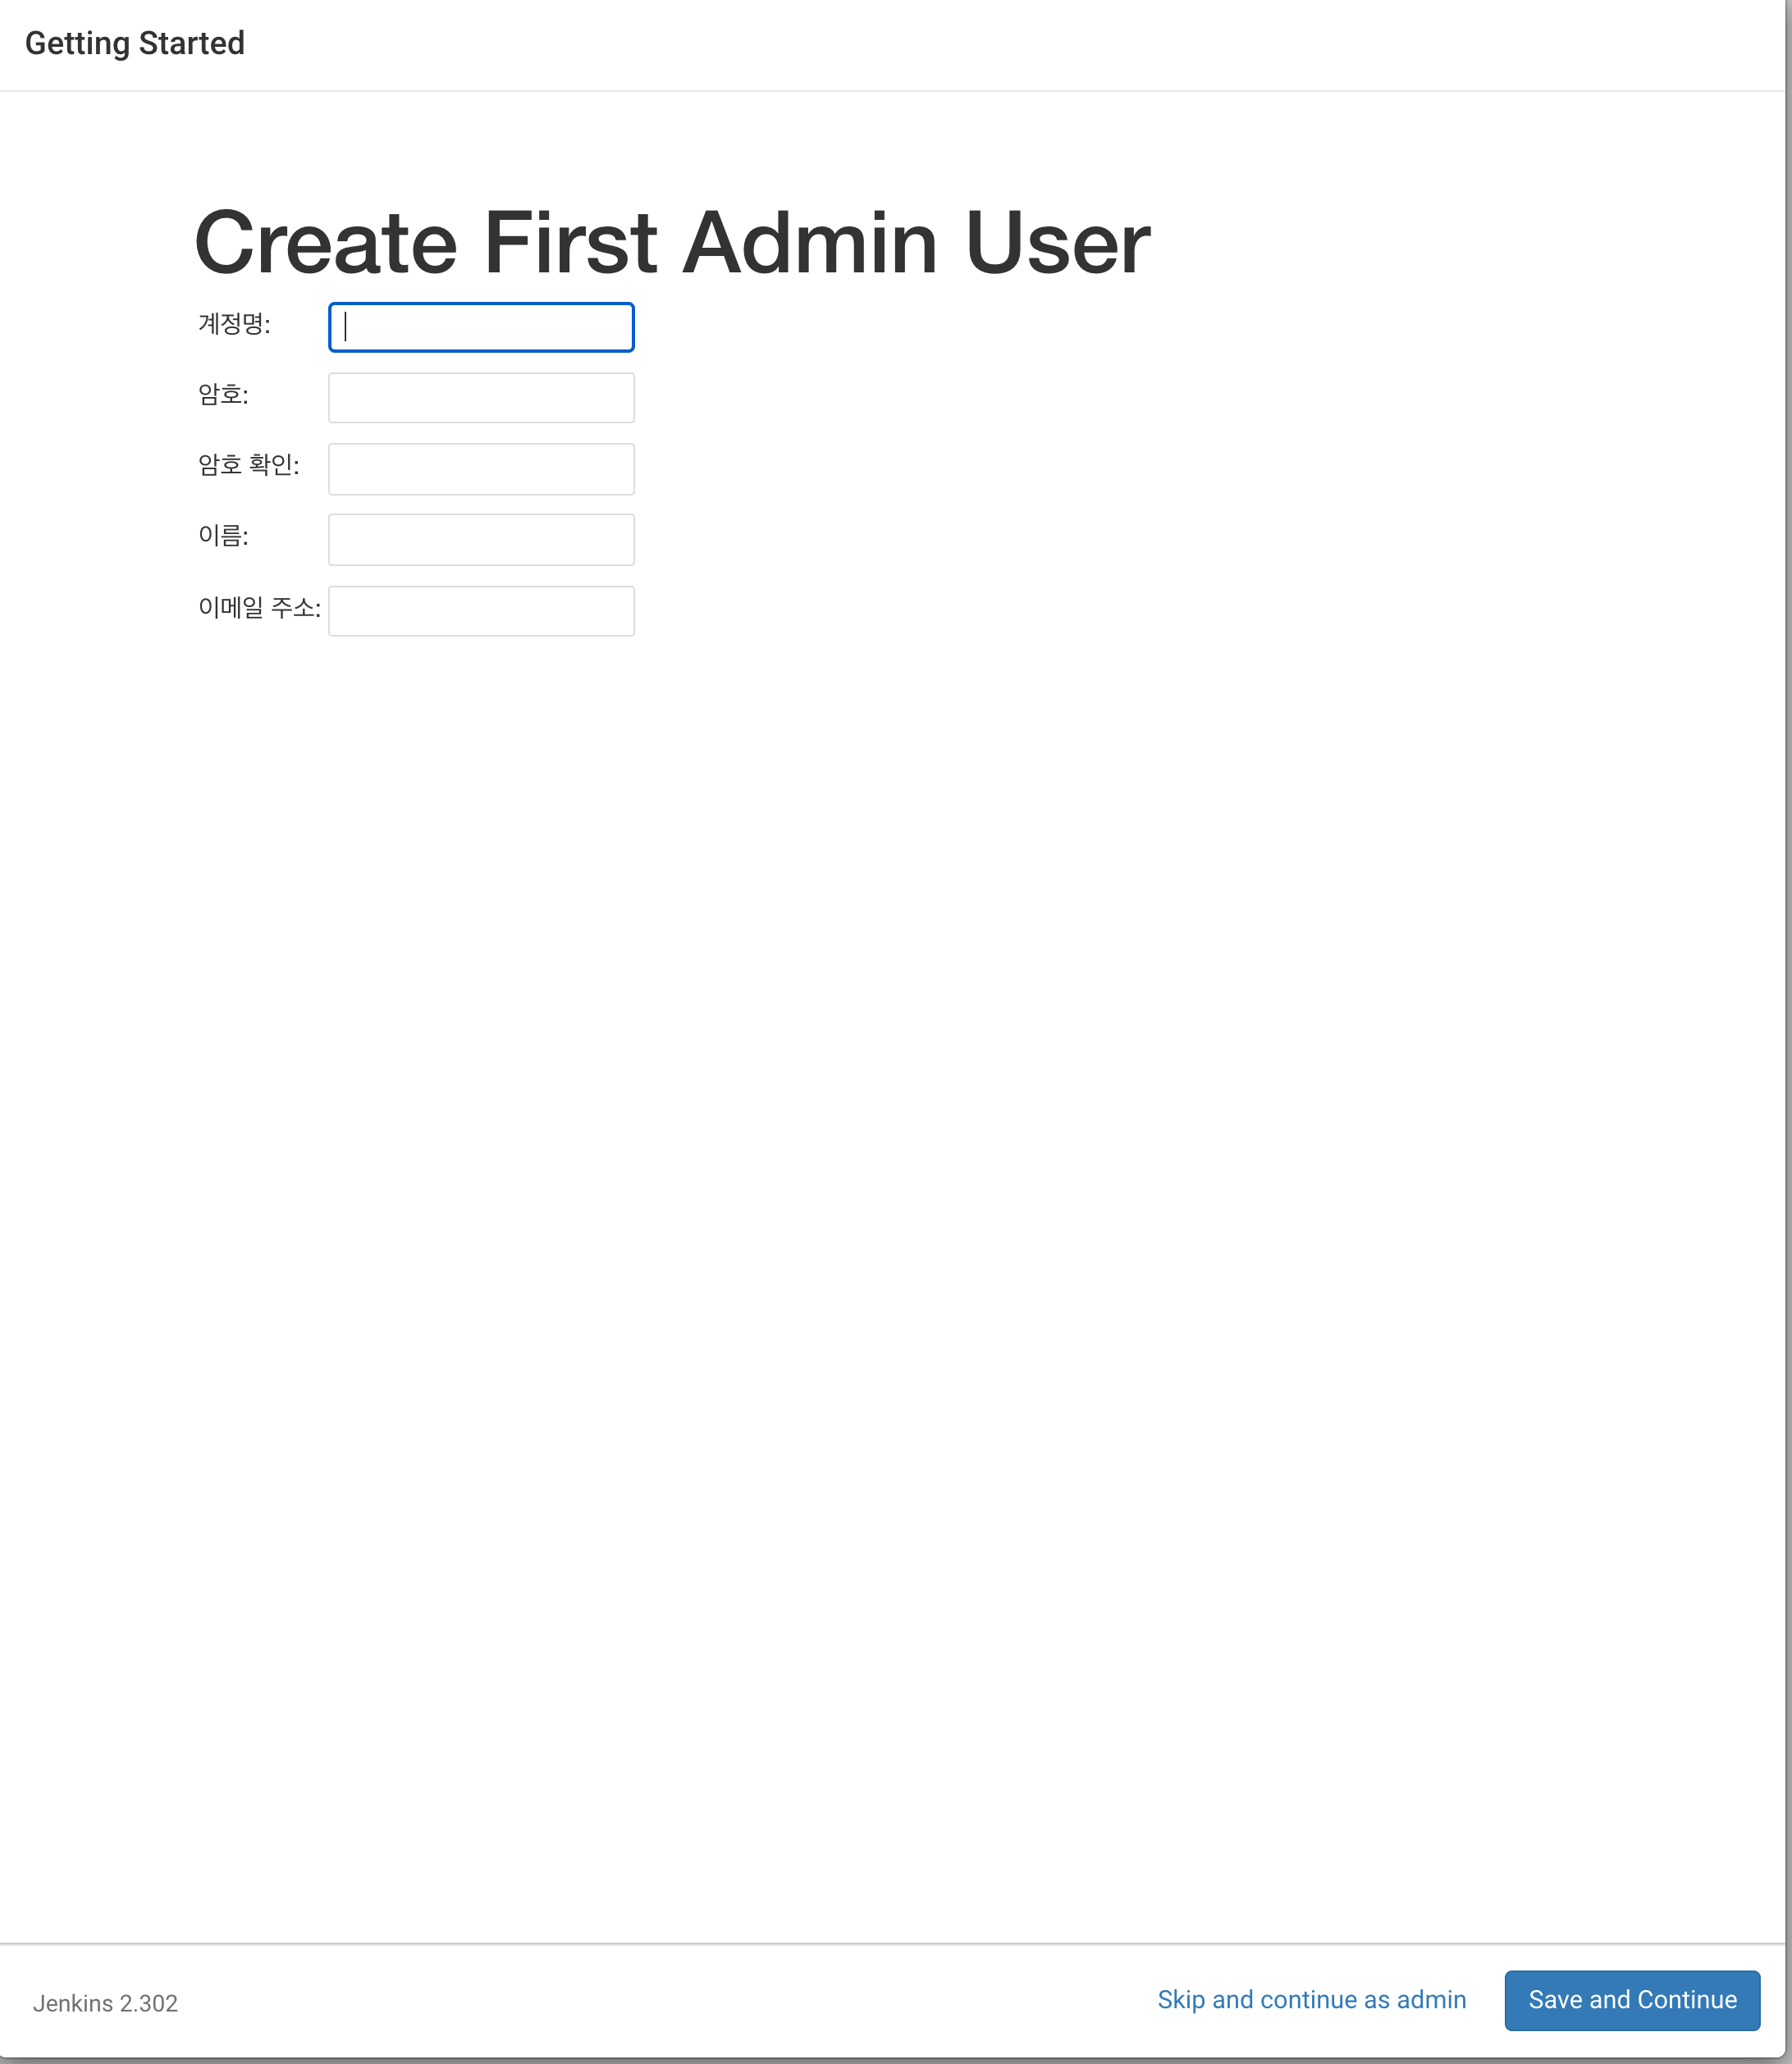 Getting Started
Create First Admin User
계정명:
암호:
암호 확인:
이름:
이메일 주소:
Jenkins 2.302
Skip and continue as admin
Save and Continue